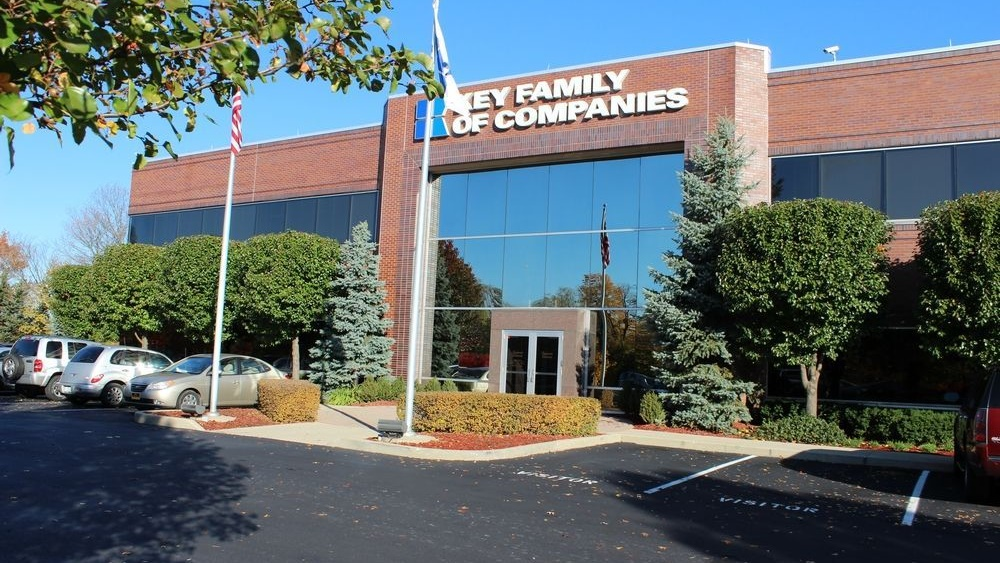 KEY FAMILY
OF COMPANIES
VISITOR
VISITOR